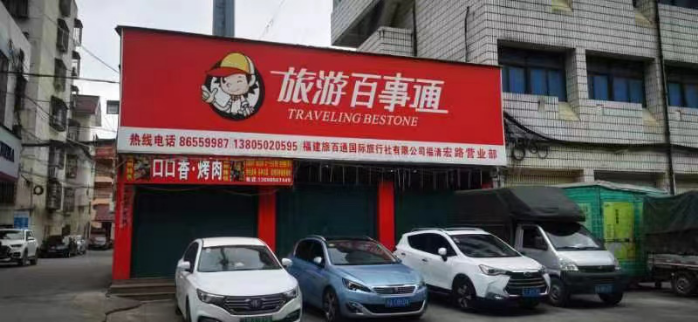 旅游百事通
TRAVELING BESTONE
热线电话 86559987 13805020595 福建旅百通国际旅行社有限公司福清宏路营业部
口口香·烤肉